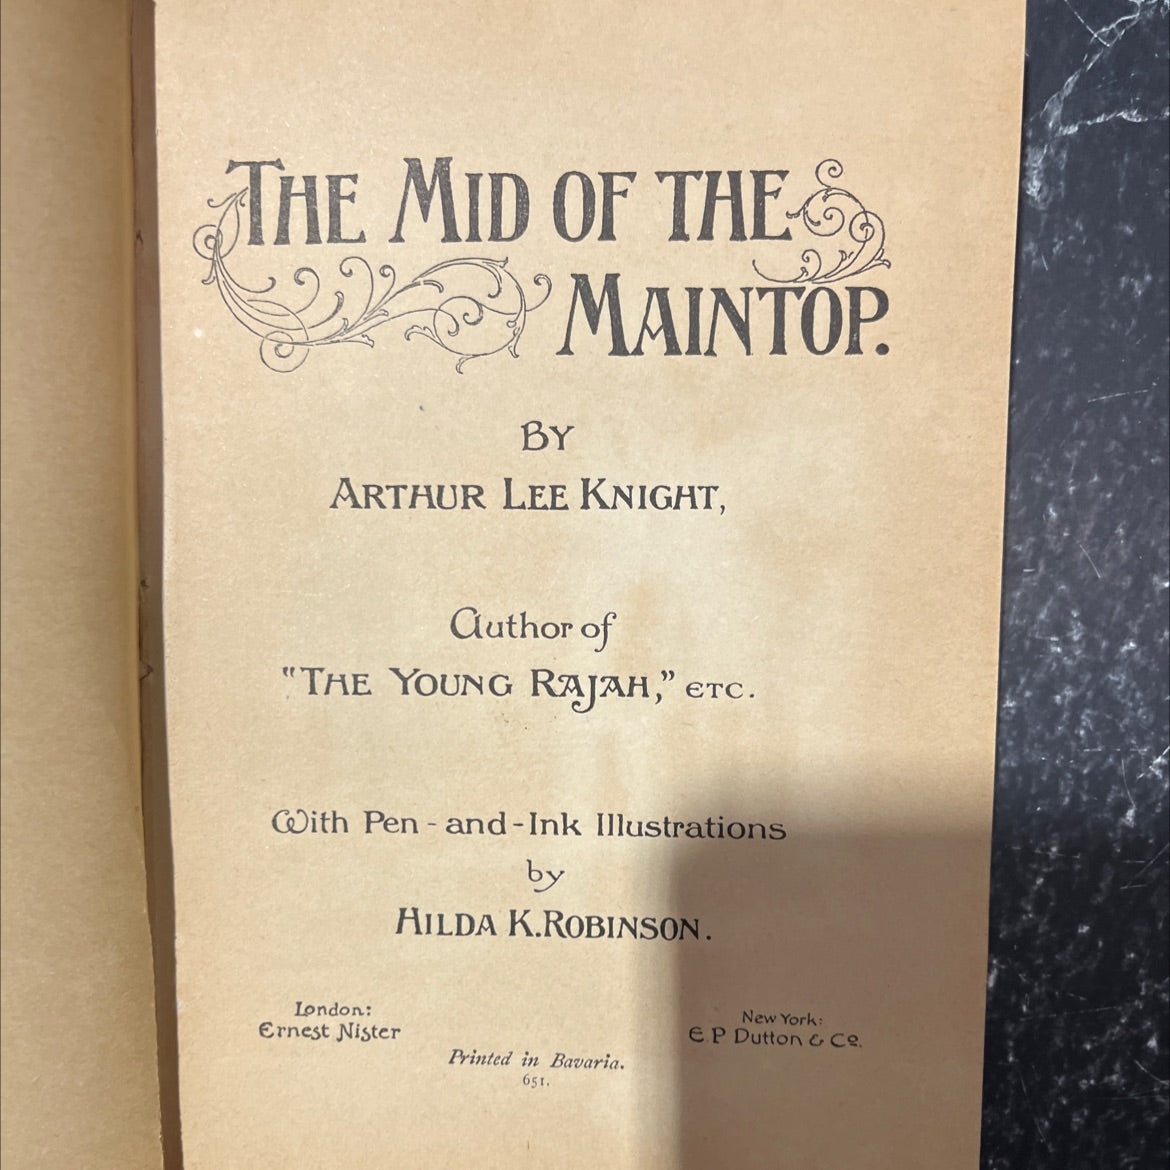 THE MID OF THE
MAINTOP.
BY
ARTHUR LEE KNIGHT,
Author of
"THE YOUNG RAJAH," ETC.
With Pen-and-Ink Illustrations
by
HILDA K. ROBINSON.
London:
Ernest Nister
New York:
E. P. Dutton & Co.
Printed in Bavaria.
651.